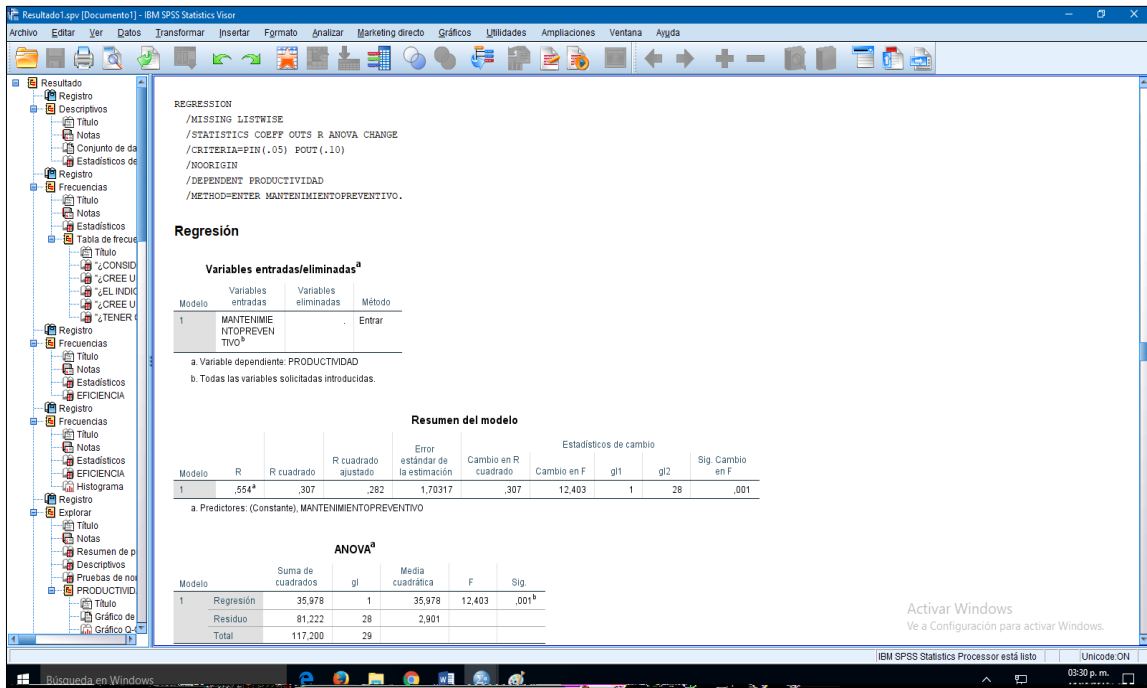 Resultado1.spv [Documento1] - IBM SPSS Statistics Visor
Archivo Editar Ver Datos Transformar Insertar Formato Analizar Marketing directo Gráficos Utilidades Ampliaciones Ventana Ayuda
Resultado
Registro
Descriptivos
Título
Notas
Conjunto de da
Estadísticos de
Registro
Frecuencias
Título
Notas
Estadísticos
Tabla de frecue
Título
"¿CONSID
"¿CREE U
"¿EL INDIC
"¿CREE U
"¿TENER
Registro
Frecuencias
Título
Notas
Estadísticos
EFICIENCIA
Registro
Frecuencias
Título
Notas
Estadísticos
EFICIENCIA
Histograma
Registro
Explorar
Título
Notas
Resumen de p
Descriptivos
Pruebas de nor
PRODUCTIVID
Título
Gráfico de
Gráfico Q-
REGRESSION
/MISSING LISTWISE
/STATISTICS COEFF OUTS R ANOVA CHANGE
/CRITERIA=PIN(.05) POUT(.10)
/NOORIGIN
/DEPENDENT PRODUCTIVIDAD
/METHOD=ENTER MANTENIMIENTOPREVENTIVO.
Regresión
Variables entradas/eliminadasa
Modelo Variables entradas Variables eliminadas Método
1 MANTENIMIE . Entrar
NTOPREVEN
TIVOb
a. Variable dependiente: PRODUCTIVIDAD
b. Todas las variables solicitadas introducidas.
Resumen del modelo
Estadísticos de cambio
Modelo R R cuadrado R cuadrado ajustado Error estándar de la estimación Cambio en R cuadrado Cambio en F gl1 gl2 Sig. Cambio en F
1 ,554a ,307 ,282 1,70317 ,307 12,403 1 28 ,001
a. Predictores: (Constante), MANTENIMIENTOPREVENTIVO
ANOVAa
Modelo Suma de cuadrados gl Media cuadrática F Sig.
1 Regresión 35,978 1 35,978 12,403 ,001b
Residuo 81,222 28 2,901
Total 117,200 29
Activar Windows
Ve a Configuración para activar Windows.
IBM SPSS Statistics Processor está listo Unicode:ON
Búsqueda en Windows
03:30 p. m.